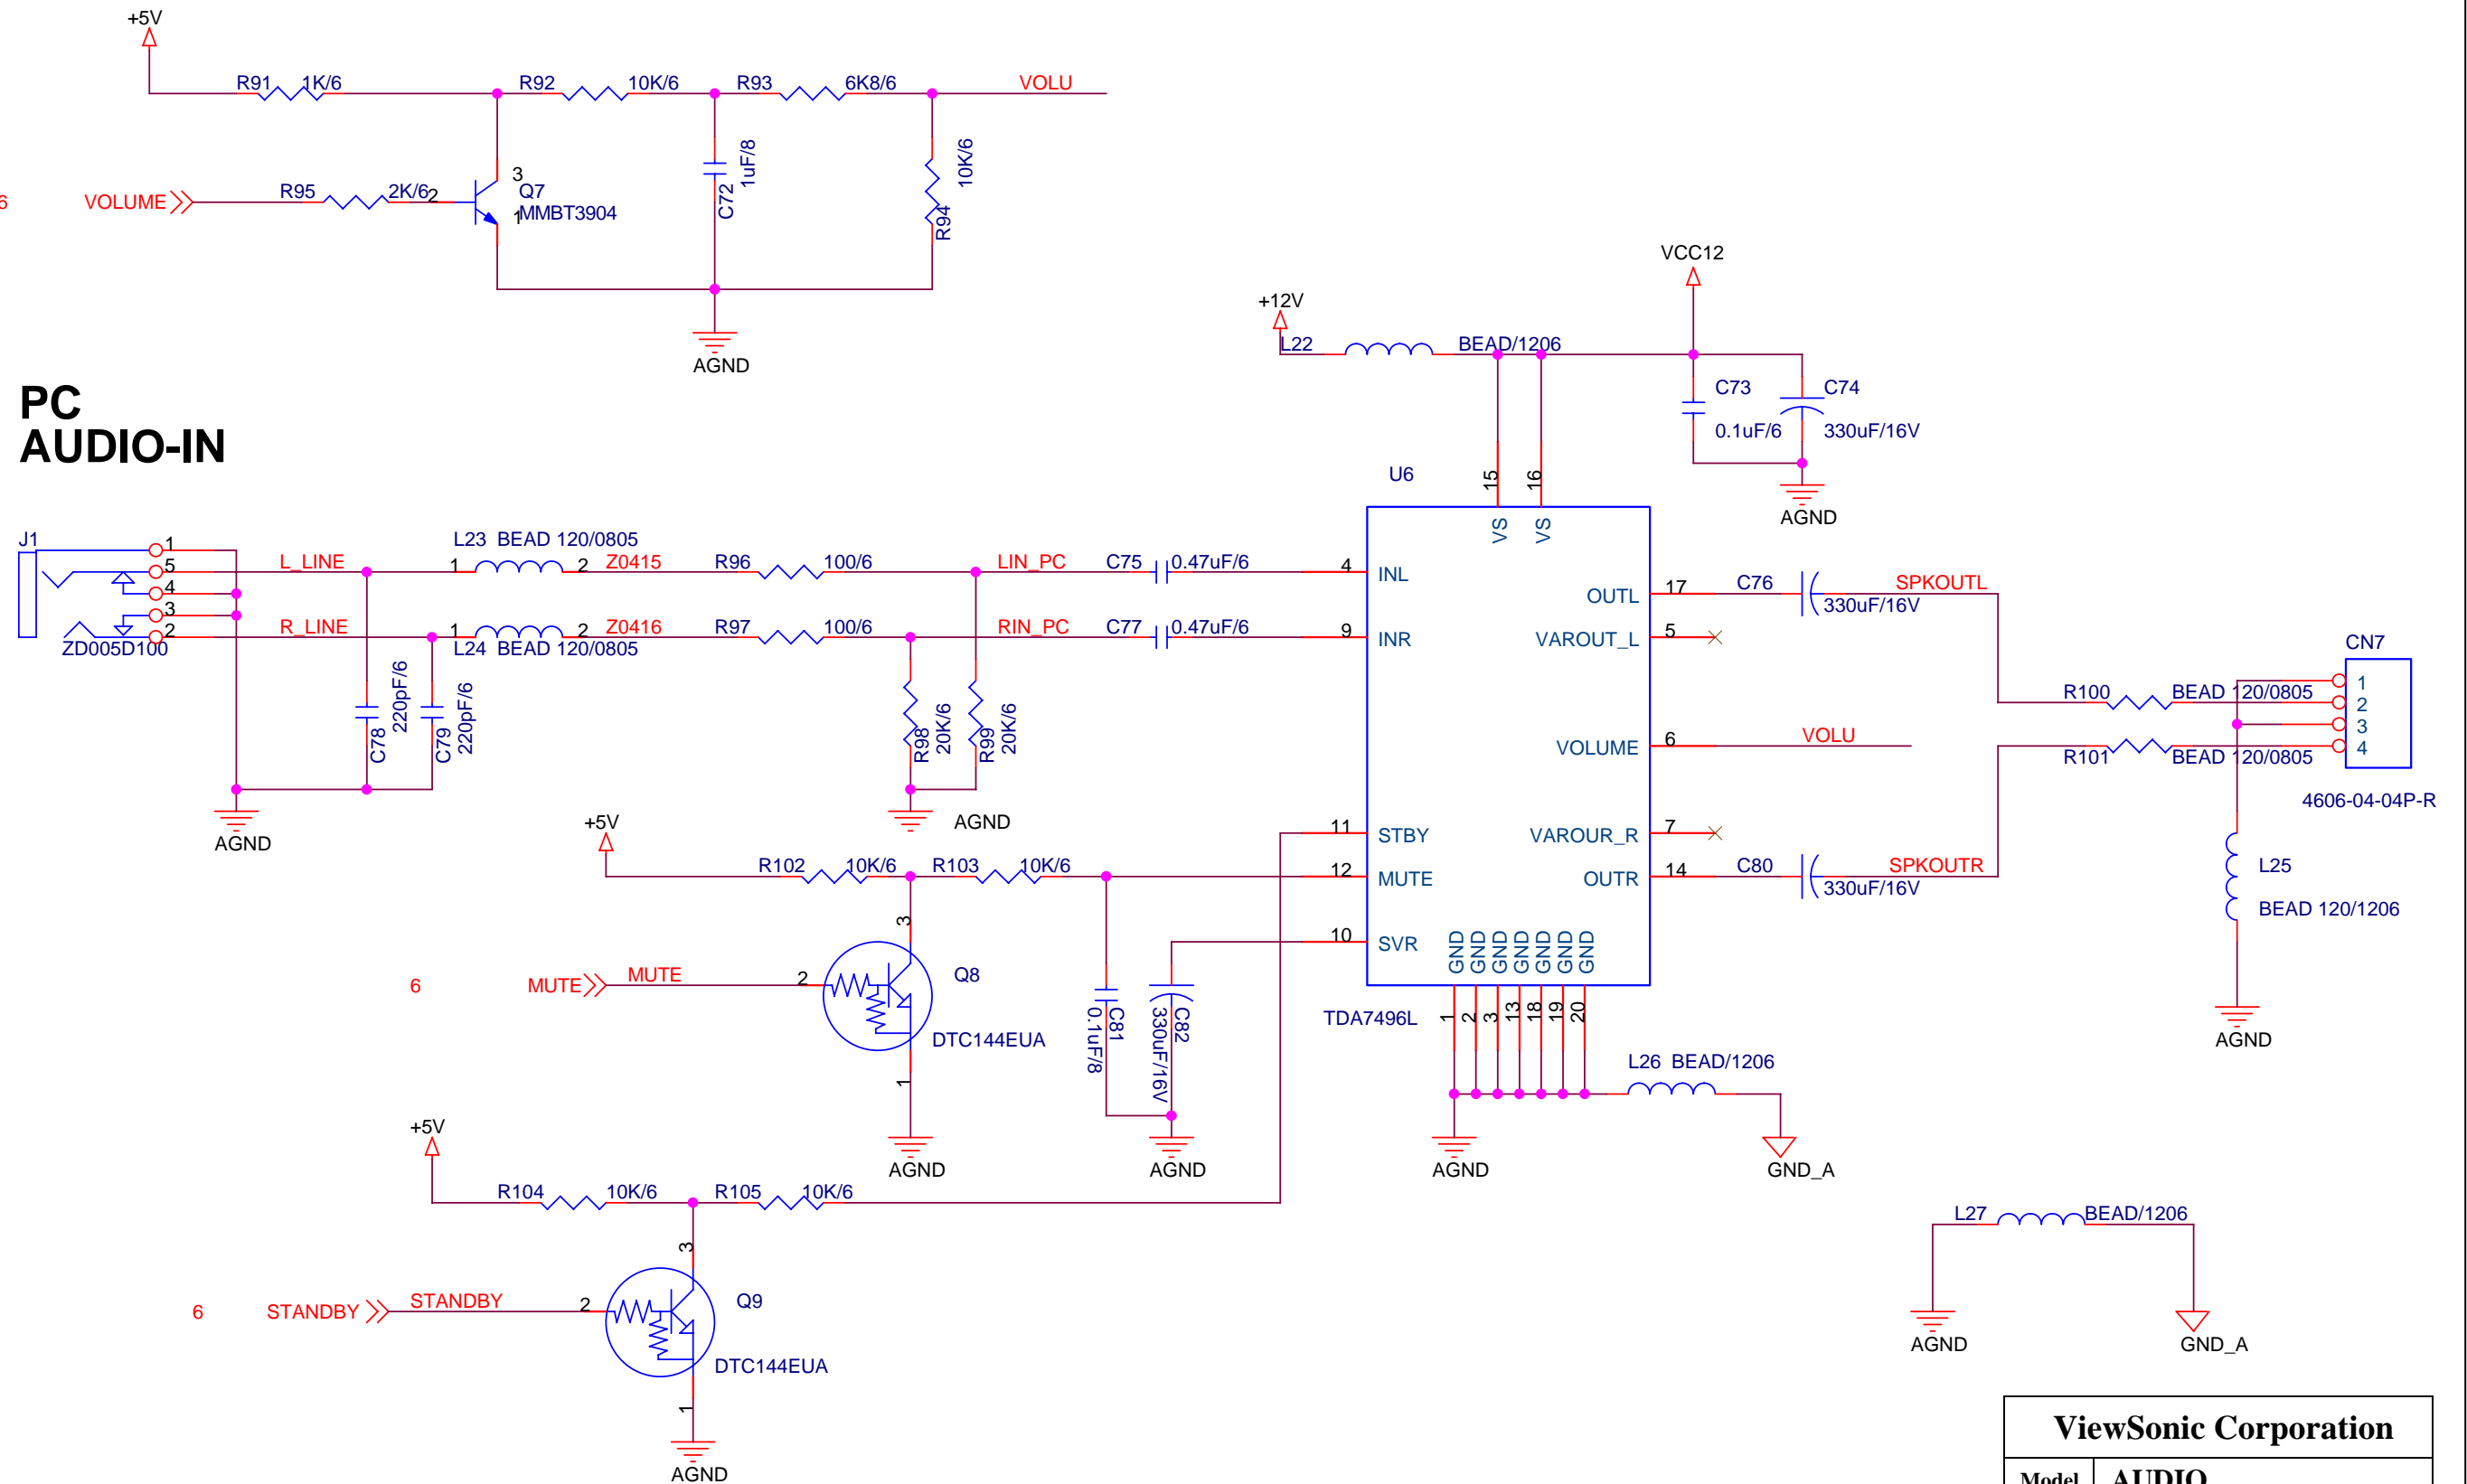 +5V
R91 1K/6
R92 10K/6
R93 6K8/6
VOLU
1uF/8
C72
10K/6
R94
6
VOLUME
R95 2K/6
2
3
Q7
1
MMBT3904
AGND
VCC12
+12V
L22 BEAD/1206
C73
0.1uF/6
C74
330uF/16V
AGND
PC
AUDIO-IN
J1
1
5
4
3
2
ZD005D100
L_LINE
R_LINE
L23 BEAD 120/0805
1
2
Z0415
1
2
Z0416
L24 BEAD 120/0805
R96 100/6
R97 100/6
LIN_PC
RIN_PC
C75 0.47uF/6
C77 0.47uF/6
C78
220pF/6
C79
220pF/6
R98
20K/6
R99
20K/6
AGND
AGND
U6
15
16
VS
VS
4 INL
9 INR
11 STBY
12 MUTE
10 SVR
OUTL 17
VAROUT_L 5
VOLUME 6
VAROUR_R 7
OUTR 14
GND
GND
GND
GND
GND
GND
GND
1
2
3
13
18
19
20
TDA7496L
C76
330uF/16V
SPKOUTL
VOLU
C80
330uF/16V
SPKOUTR
R100 BEAD 120/0805
R101 BEAD 120/0805
CN7
1
2
3
4
4606-04-04P-R
L25
BEAD 120/1206
AGND
+5V
R102 10K/6
R103 10K/6
6
MUTE
MUTE
2
3
Q8
DTC144EUA
1
AGND
C81
0.1uF/8
C82
330uF/16V
AGND
AGND
L26 BEAD/1206
GND_A
+5V
R104 10K/6
R105 10K/6
6
STANDBY
STANDBY
2
3
Q9
DTC144EUA
1
AGND
L27 BEAD/1206
AGND
GND_A
ViewSonic Corporation
Model AUDIO